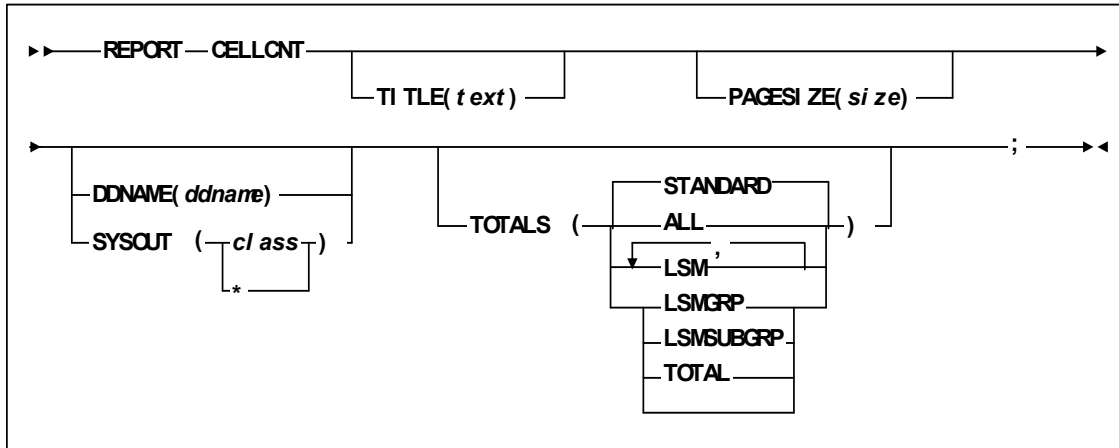 REPORT CELLCNT
TITLE(text)
PAGESIZE(size)
;
DDNAME(ddname)
SYSOUT (class)
*
TOTALS (
STANDARD
ALL
)
,
LSM
LSMGRP
LSMSUBGRP
TOTAL